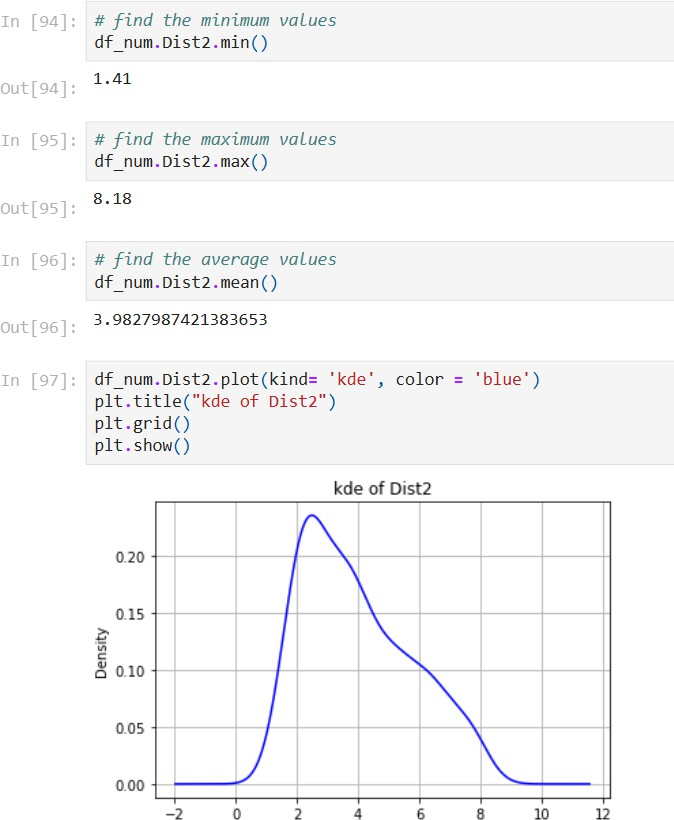 In [94]: # find the minimum values
df_num.Dist2.min()
Out[94]: 1.41
In [95]: # find the maximum values
df_num.Dist2.max()
Out[95]: 8.18
In [96]: # find the average values
df_num.Dist2.mean()
Out[96]: 3.9827987421383653
In [97]: df_num.Dist2.plot(kind= 'kde', color = 'blue')
plt.title("kde of Dist2")
plt.grid()
plt.show()
kde of Dist2
0.20
0.15
0.10
0.05
0.00
Density
−2 0 2 4 6 8 10 12